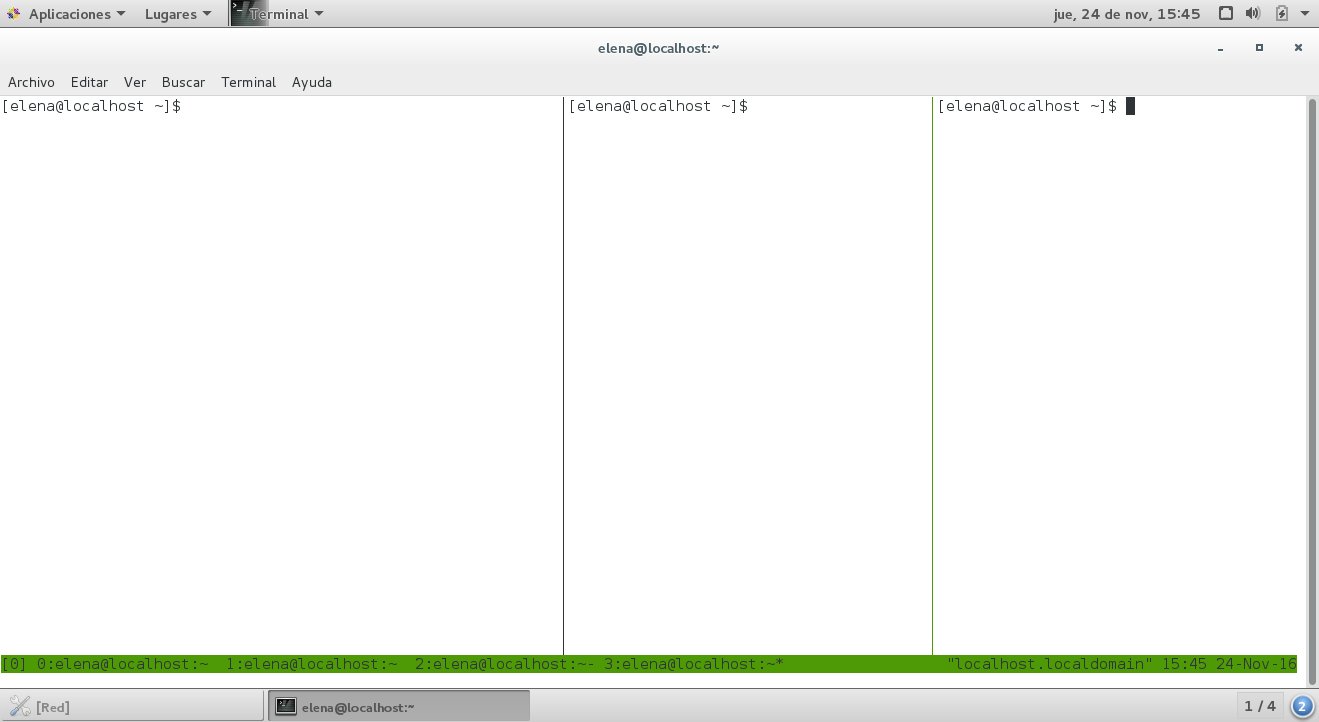 Aplicaciones Lugares Terminal jue, 24 de nov, 15:45
elena@localhost:~
Archivo Editar Ver Buscar Terminal Ayuda
[elena@localhost ~]$ [elena@localhost ~]$ [elena@localhost ~]$
[0] 0:elena@localhost:~ 1:elena@localhost:~ 2:elena@localhost:~- 3:elena@localhost:~* "localhost.localdomain" 15:45 24-Nov-16
[Red] elena@localhost:~ 1 / 4 2